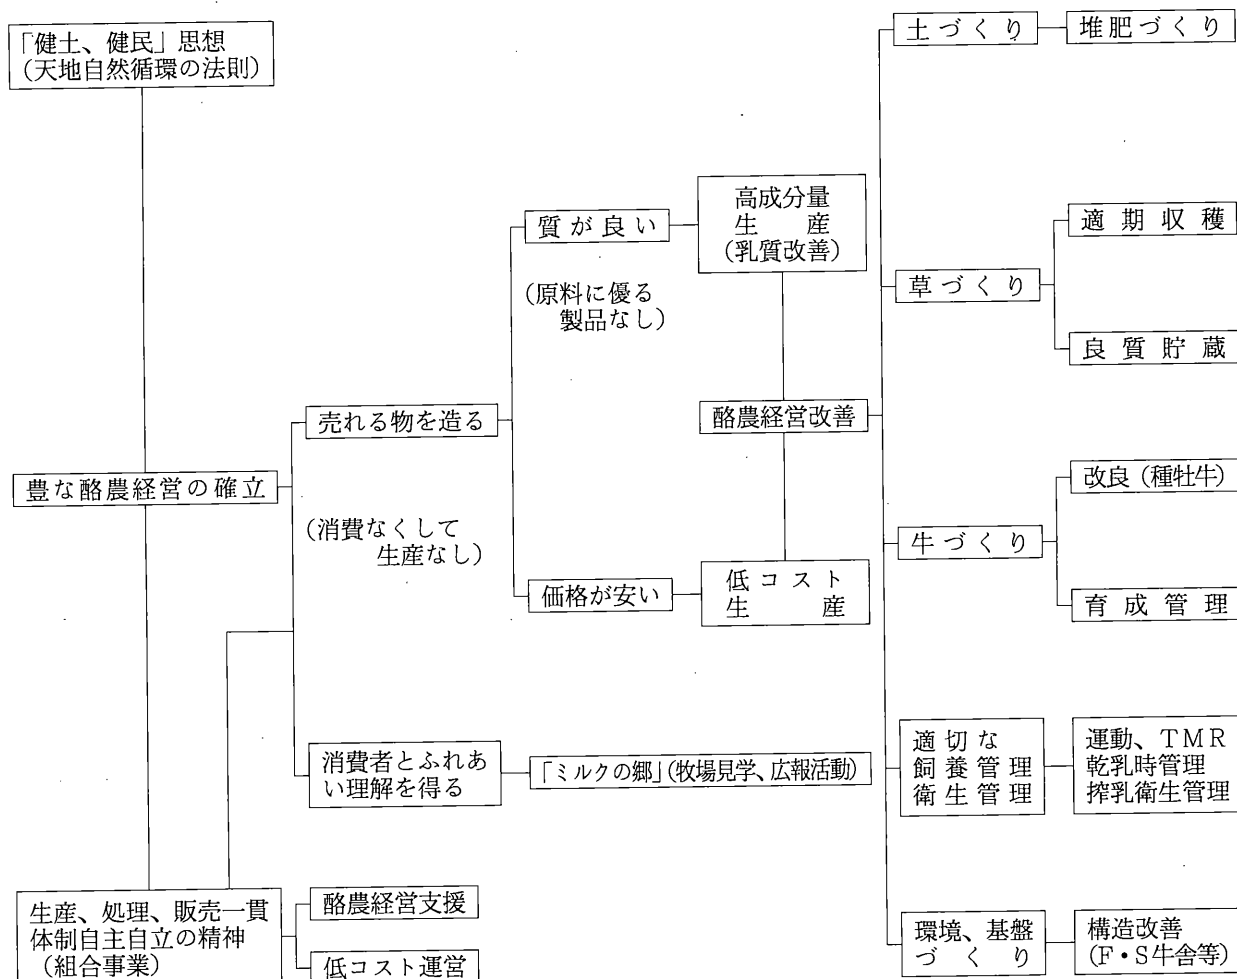 「健土、健民」思想
（天地自然循環の法則）
豊な酪農経営の確立
生産、処理、販売一貫
体制自主自立の精神
（組合事業）
売れる物を造る
（消費なくして
生産なし）
消費者とふれあ
い理解を得る
酪農経営支援
低コスト運営
質が良い
（原料に優る
製品なし）
価格が安い
「ミルクの郷」（牧場見学、広報活動）
高成分量
生産
（乳質改善）
酪農経営改善
低コスト
生産
土づくり
堆肥づくり
草づくり
適期収穫
良質貯蔵
牛づくり
改良（種牡牛）
育成管理
適切な
飼養管理
衛生管理
運動、TMR
乾乳時管理
搾乳衛生管理
環境、基盤
づくり
構造改善
（F・S牛舎等）